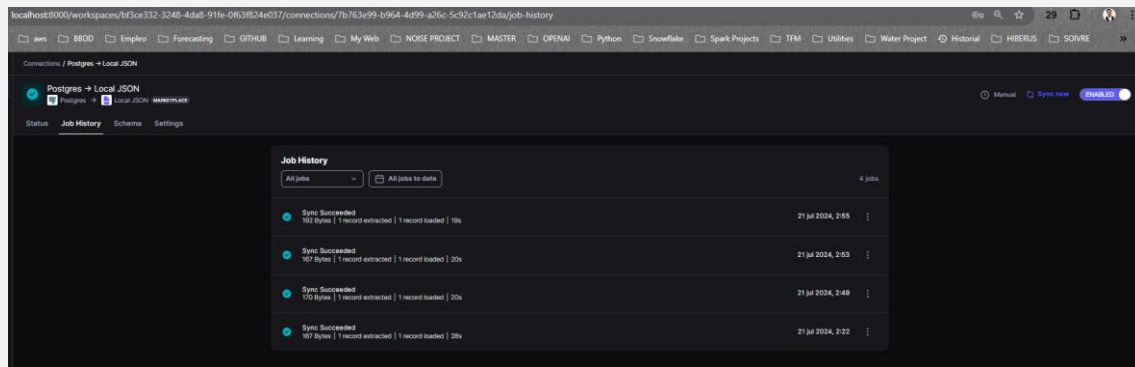 localhost:8000/workspaces/bf3ce332-3248-4da8-91fe-0f63f824e037/connections/7b763e99-b964-4d99-a26c-5c92c1ae12da/job-history
29
aws BBDD Empleo Forecasting GITHUB Learning My Web NOISE PROJECT MASTER OPENAI Python Snowflake Spark Projects TFM Utilities Water Project Historial HIBERUS SOIVRE »
Connections / Postgres → Local JSON
Postgres → Local JSON
Postgres → Local JSON MARKETPLACE
Manual Sync now ENABLED
Status Job History Schema Settings
Job History
All jobs All jobs to date 4 jobs
Sync Succeeded
192 Bytes | 1 record extracted | 1 record loaded | 19s
21 jul 2024, 2:55
Sync Succeeded
167 Bytes | 1 record extracted | 1 record loaded | 20s
21 jul 2024, 2:53
Sync Succeeded
170 Bytes | 1 record extracted | 1 record loaded | 20s
21 jul 2024, 2:49
Sync Succeeded
167 Bytes | 1 record extracted | 1 record loaded | 28s
21 jul 2024, 2:22